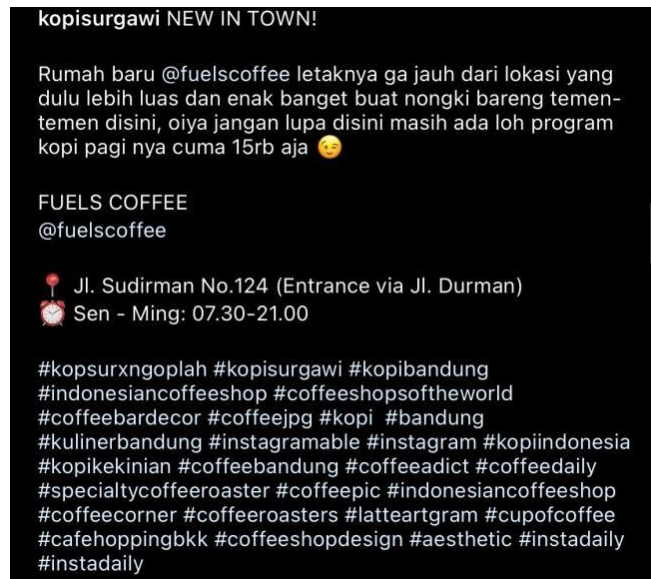 kopisurgawi NEW IN TOWN!
Rumah baru @fuelscoffee letaknya ga jauh dari lokasi yang
dulu lebih luas dan enak banget buat nongki bareng temen-
temen disini, oiya jangan lupa disini masih ada loh program
kopi pagi nya cuma 15rb aja 😉
FUELS COFFEE
@fuelscoffee
📍 Jl. Sudirman No.124 (Entrance via Jl. Durman)
⏰ Sen - Ming: 07.30-21.00
#kopsurxngoplah #kopisurgawi #kopibandung
#indonesiancoffeeshop #coffeeshopsoftheworld
#coffeebardecor #coffeejpg #kopi #bandung
#kulinerbandung #instagramable #instagram #kopiindonesia
#kopikekinian #coffeebandung #coffeeadict #coffeedaily
#specialtycoffeeroaster #coffeepic #indonesiancoffeeshop
#coffeecorner #coffeeroasters #latteartgram #cupofcoffee
#cafehoppingbkk #coffeeshopdesign #aesthetic #instadaily
#instadaily